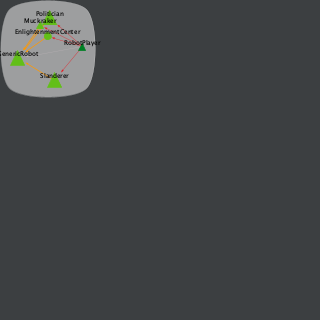 Politician
Muckraker
EnlightenmentCenter
RobotPlayer
GenericRobot
Slanderer